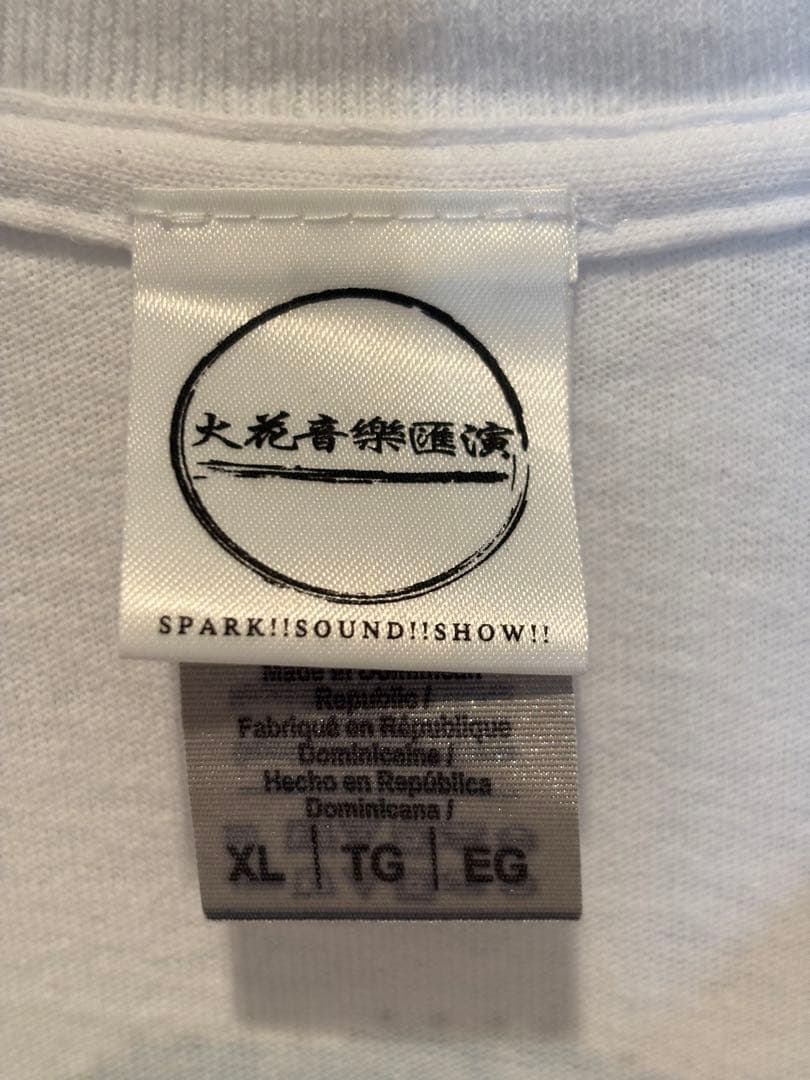 火花音樂匯演
SPARK!!SOUND!!SHOW!!
Made in Dominican
Republic /
Fabriqué en République
Dominicaine /
Hecho en República
Dominicana /
XL | TG | EG